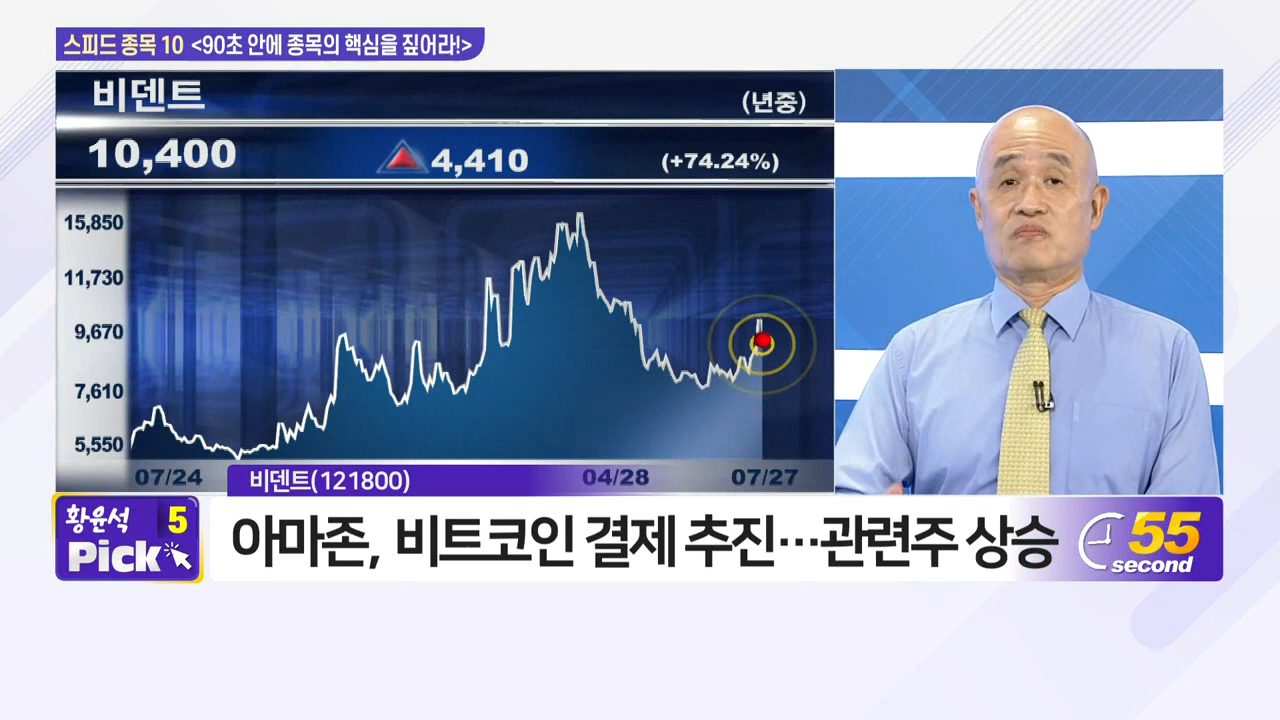 스피드 종목 10 <90초 안에 종목의 핵심을 짚어라!>
비덴트
(년중)
10,400 ▲ 4,410 (+74.24%)
15,850
11,730
9,670
7,610
5,550
07/24 04/28 07/27
비덴트(121800)
황윤석 5
Pick
아마존, 비트코인 결제 추진…관련주 상승
55
second